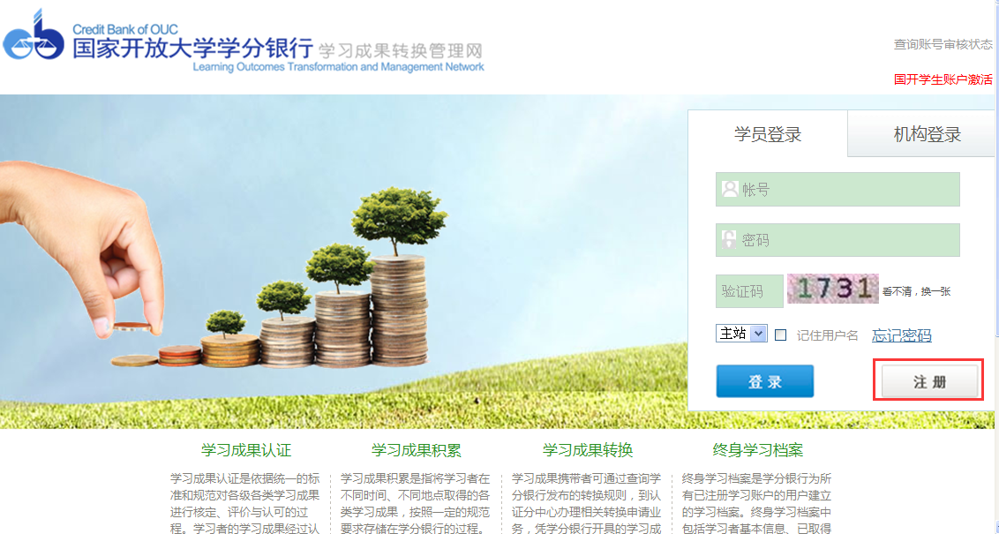 Credit Bank of OUC
国家开放大学学分银行 学习成果转换管理网
Learning Outcomes Transformation and Management Network
查询账号审核状态
国开学生账户激活
学员登录 机构登录
帐号
密码
验证码 1731 看不清，换一张
主站 记住用户名 忘记密码
登 录 注 册
学习成果认证
学习成果认证是依据统一的标
准和规范对各级各类学习成果
进行核定、评价与认可的过
程。学习者的学习成果经过认
学习成果积累
学习成果积累是指将学习者在
不同时间、不同地点取得的各
类学习成果，按照一定的规范
要求存储在学分银行的过程。
学习成果转换
学习成果携带者可通过查询学
分银行发布的转换规则，到认
证分中心办理相关转换申请业
务，凭学分银行开具的学习成
终身学习档案
终身学习档案是学分银行为所
有已注册学习账户的用户建立
的学习档案。终身学习档案中
包括学习者基本信息、已取得